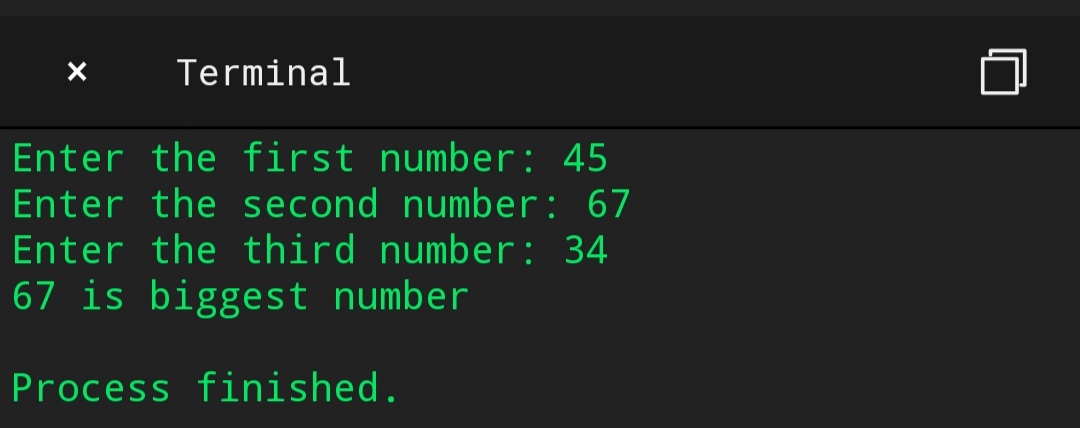 × Terminal
Enter the first number: 45
Enter the second number: 67
Enter the third number: 34
67 is biggest number
Process finished.